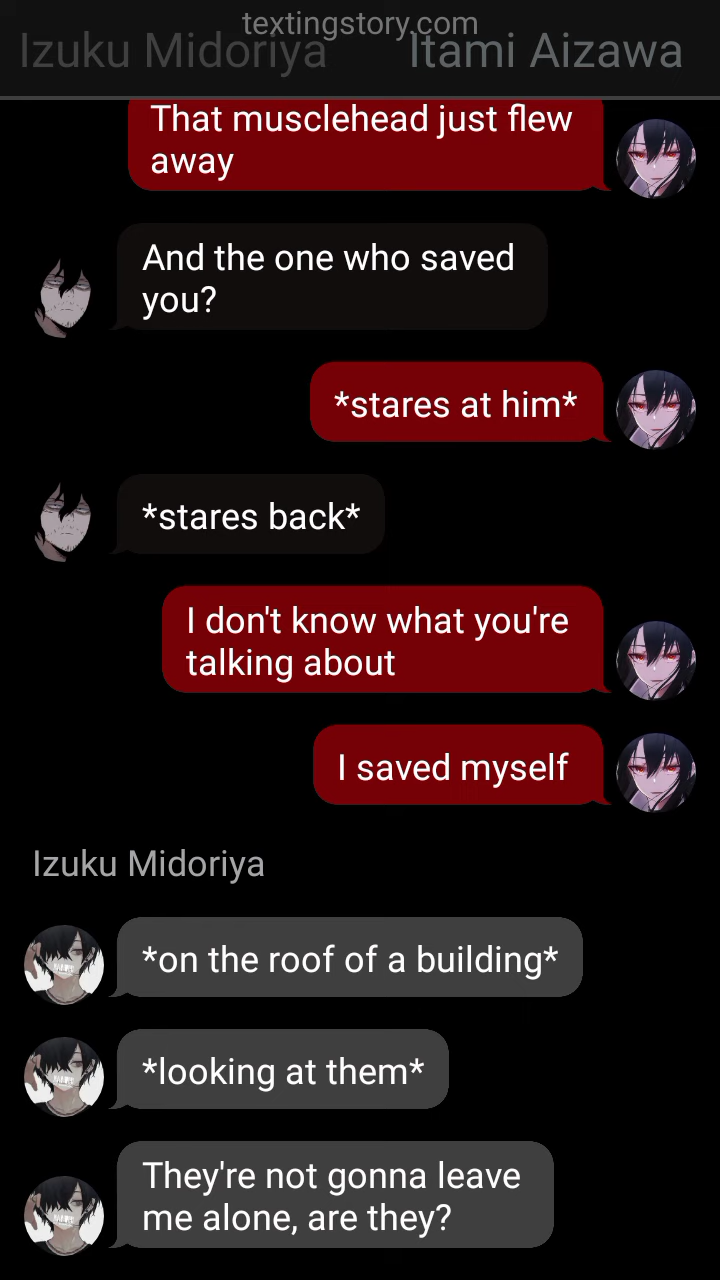 textingstory.com
Izuku Midoriya Itami Aizawa
That musclehead just flew
away
And the one who saved
you?
*stares at him*
*stares back*
I don't know what you're
talking about
I saved myself
Izuku Midoriya
*on the roof of a building*
*looking at them*
They're not gonna leave
me alone, are they?